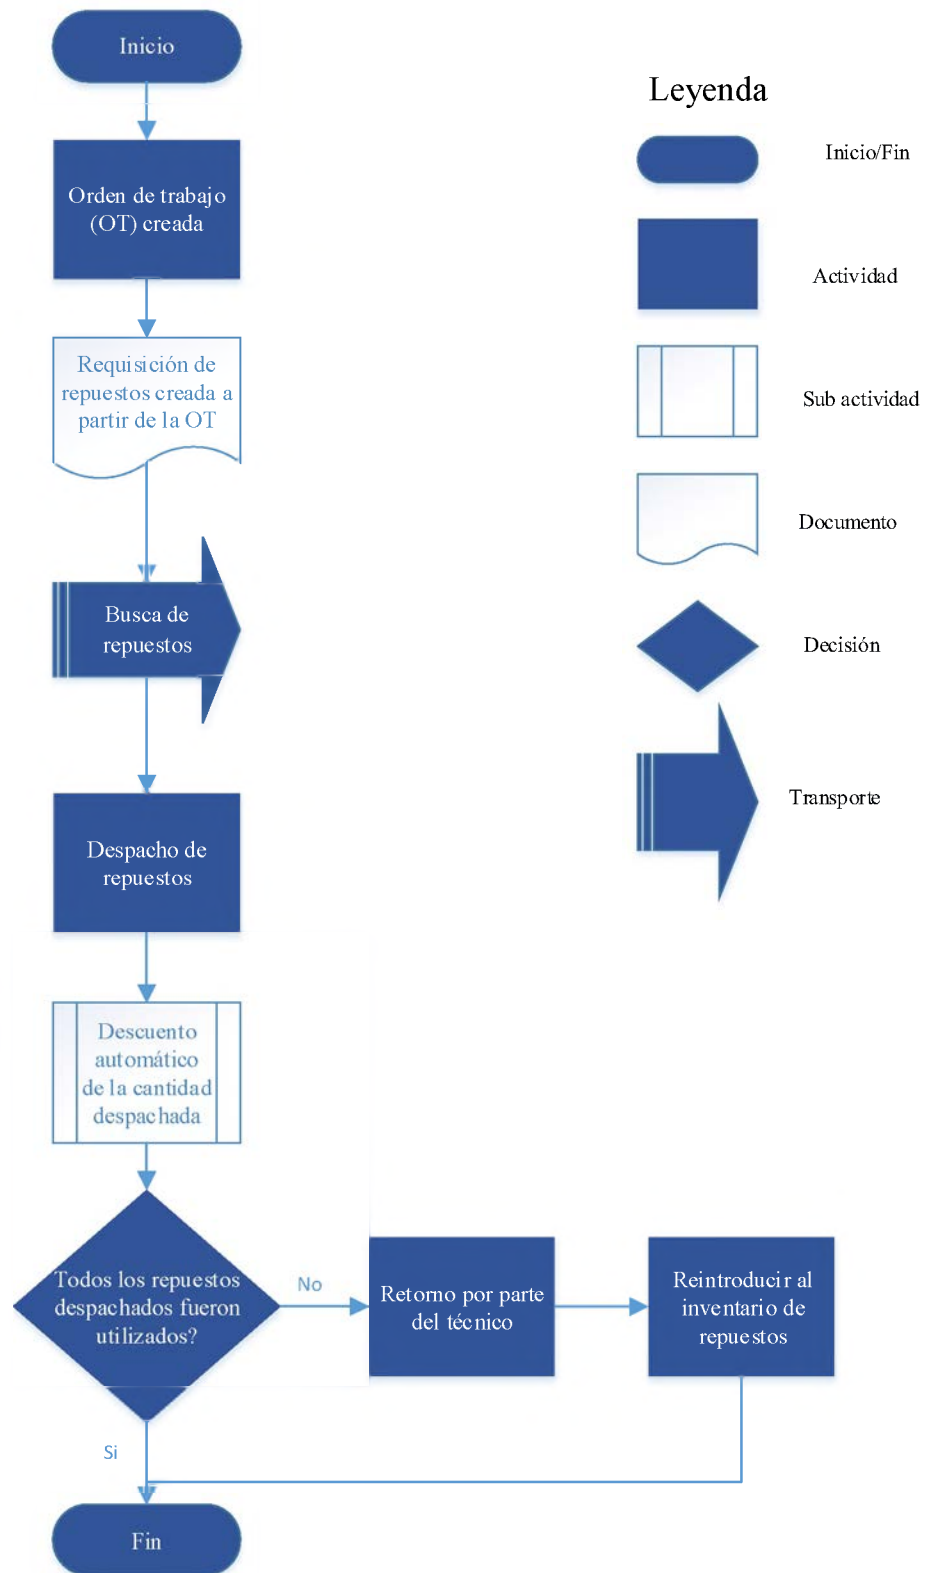 Inicio
Orden de trabajo
(OT) creada
Requisición de
repuestos creada a
partir de la OT
Busca de
repuestos
Despacho de
repuestos
Descuento
automático
de la cantidad
despachada
Todos los repuestos
despachados fueron
utilizados?
No
Retorno por parte
del técnico
Reintroducir al
inventario de
repuestos
Si
Fin
Leyenda
Inicio/Fin
Actividad
Sub actividad
Documento
Decisión
Transporte